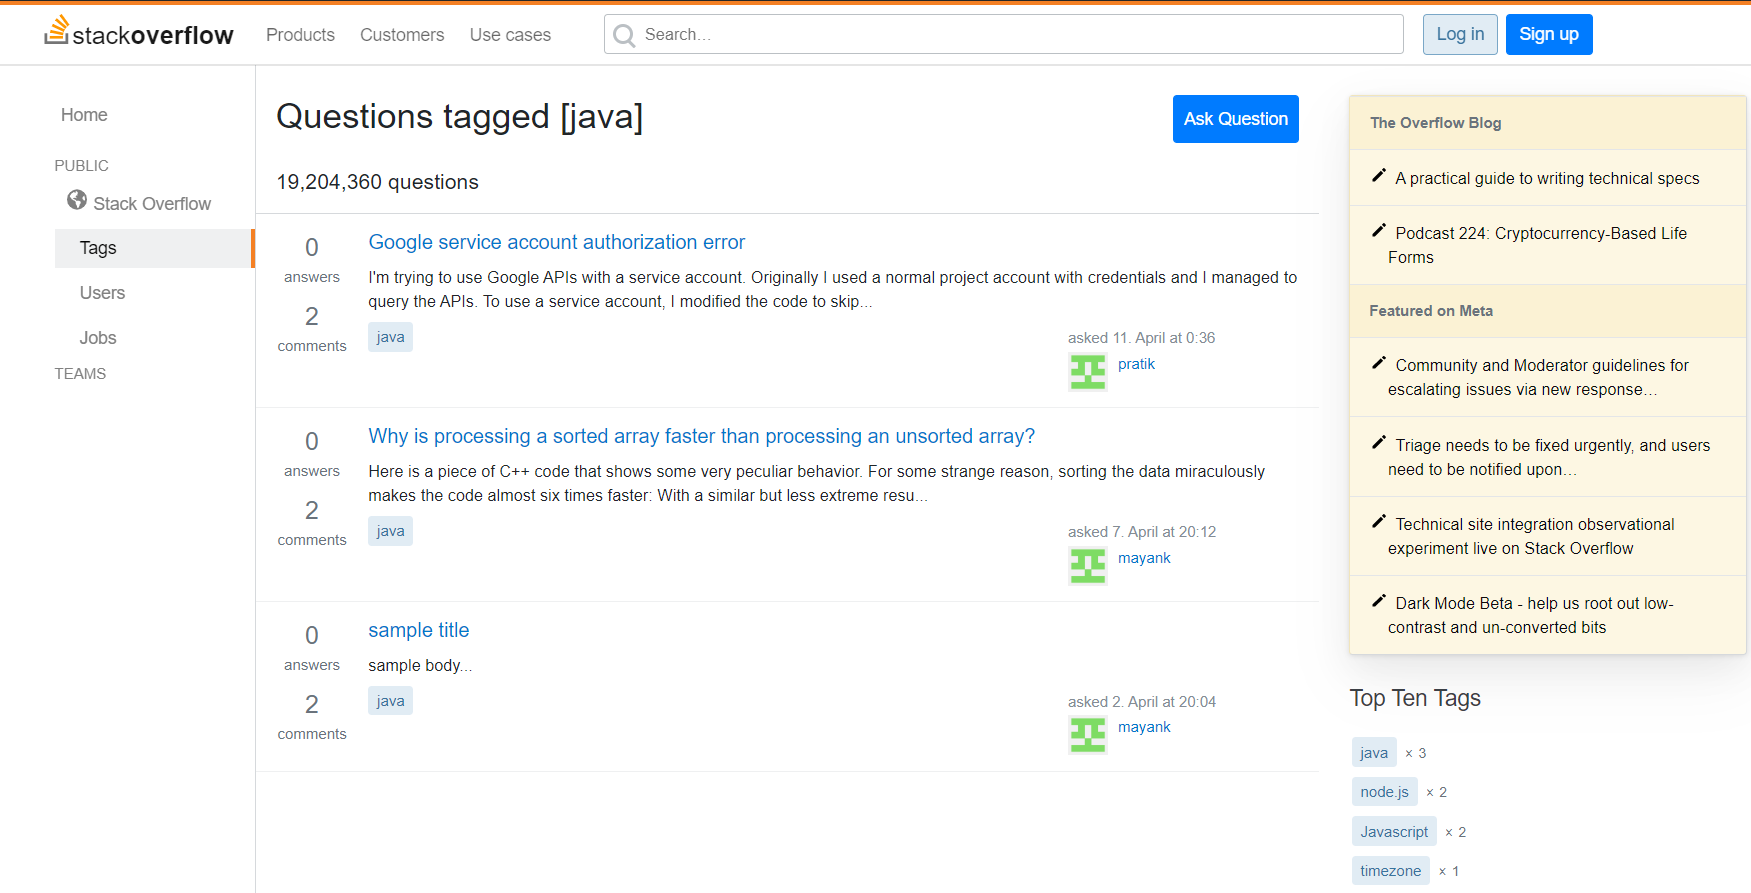 stackoverflow
Products
Customers
Use cases
Search...
Log in
Sign up
Home
PUBLIC
Stack Overflow
Tags
Users
Jobs
TEAMS
Questions tagged [java]
Ask Question
19,204,360 questions
0
answers
2
comments
Google service account authorization error
I'm trying to use Google APIs with a service account. Originally I used a normal project account with credentials and I managed to
query the APIs. To use a service account, I modified the code to skip...
java
asked 11. April at 0:36
pratik
0
answers
2
comments
Why is processing a sorted array faster than processing an unsorted array?
Here is a piece of C++ code that shows some very peculiar behavior. For some strange reason, sorting the data miraculously
makes the code almost six times faster: With a similar but less extreme resu...
java
asked 7. April at 20:12
mayank
0
answers
2
comments
sample title
sample body...
java
asked 2. April at 20:04
mayank
The Overflow Blog
A practical guide to writing technical specs
Podcast 224: Cryptocurrency-Based Life
Forms
Featured on Meta
Community and Moderator guidelines for
escalating issues via new response...
Triage needs to be fixed urgently, and users
need to be notified upon...
Technical site integration observational
experiment live on Stack Overflow
Dark Mode Beta - help us root out low-
contrast and un-converted bits
Top Ten Tags
java × 3
node.js × 2
Javascript × 2
timezone × 1